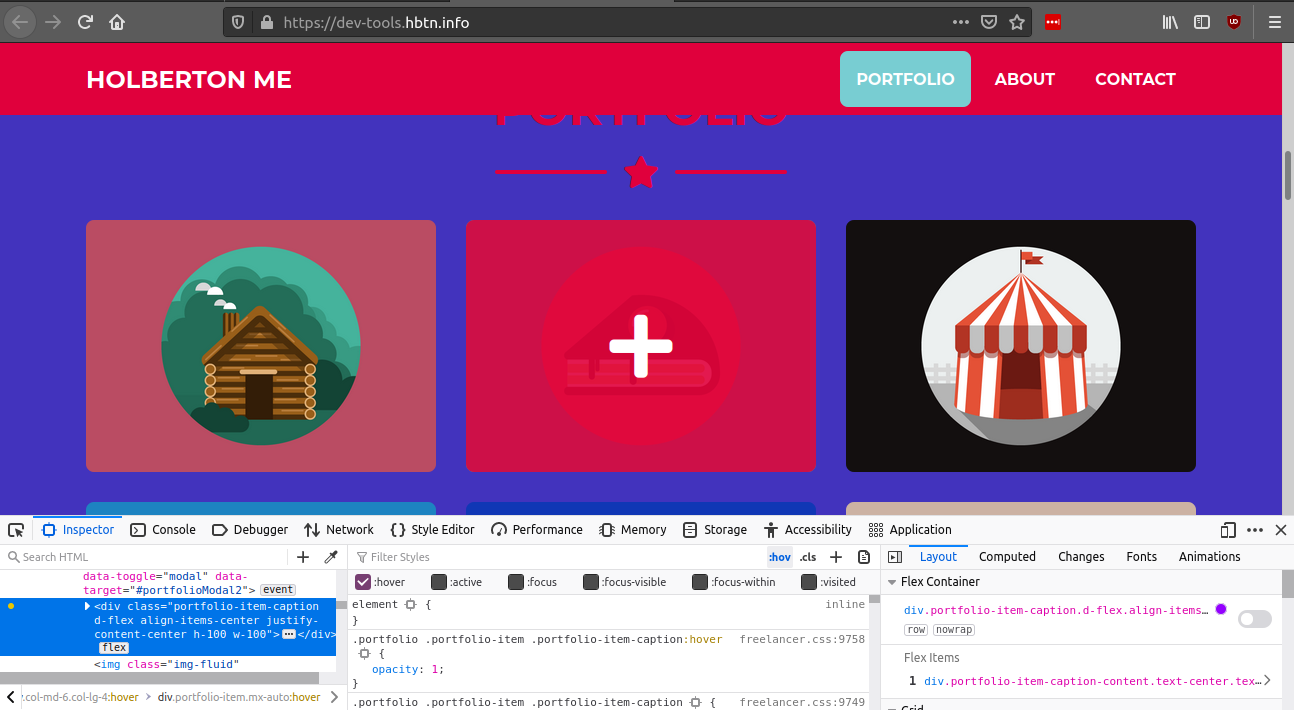 https://dev-tools.hbtn.info
HOLBERTON ME
PORTFOLIO
ABOUT
CONTACT
PORTFOLIO
Inspector
Console
Debugger
Network
Style Editor
Performance
Memory
Storage
Accessibility
Application
Search HTML
data-toggle="modal" data-
target="#portfolioModal2">
event
<div class="portfolio-item-caption
d-flex align-items-center justify-
content-center h-100 w-100"></div>
flex
<img class="img-fluid"
.col-md-6.col-lg-4:hover
div.portfolio-item.mx-auto:hover
Filter Styles
:hov
.cls
:hover
:active
:focus
:focus-visible
:focus-within
:visited
element {
inline
}
.portfolio .portfolio-item .portfolio-item-caption:hover
freelancer.css:9758
{
opacity: 1;
}
.portfolio .portfolio-item .portfolio-item-caption {
freelancer.css:9749
Layout
Computed
Changes
Fonts
Animations
Flex Container
div.portfolio-item-caption.d-flex.align-items…
row
nowrap
Flex Items
1 div.portfolio-item-caption-content.text-center.tex…
Grid